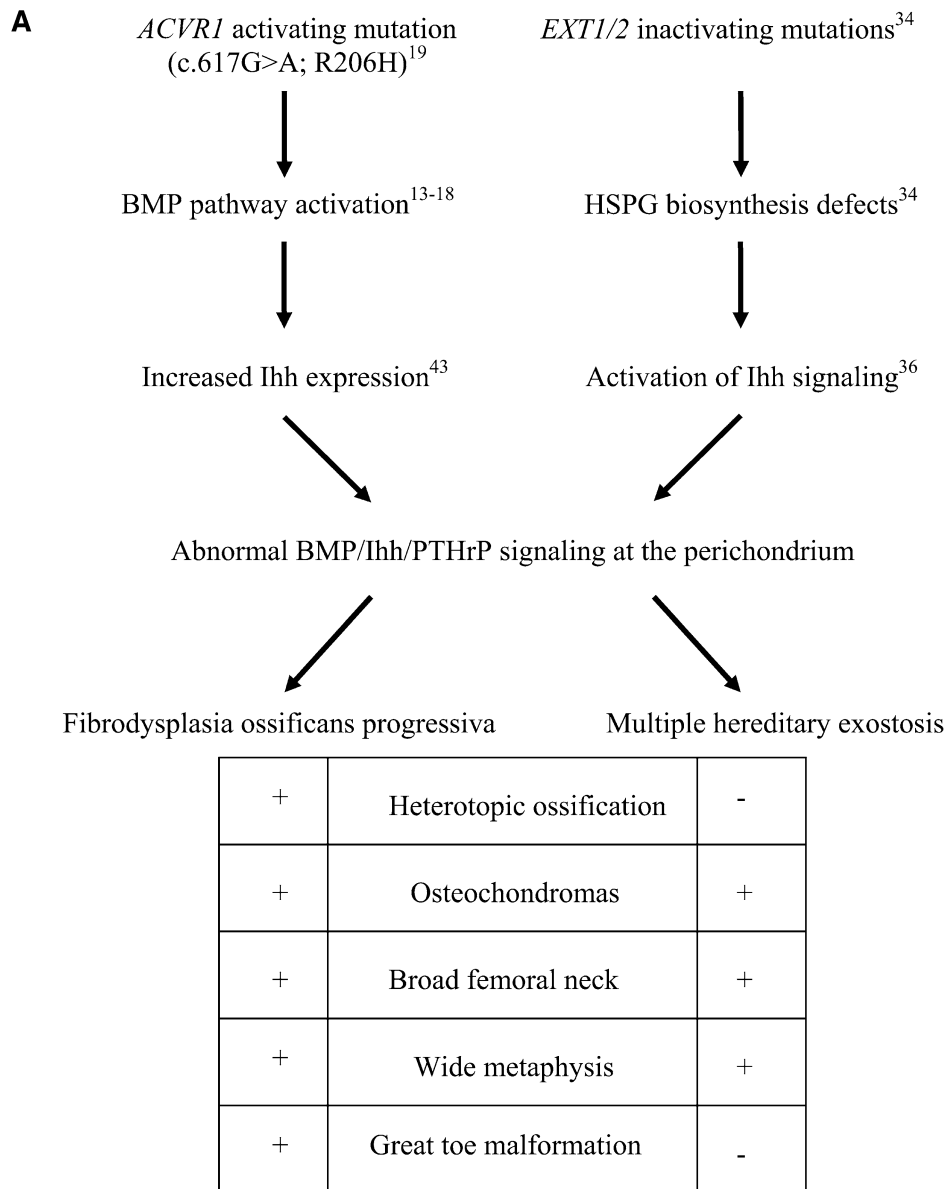 A
ACVR1 activating mutation
(c.617G>A; R206H)19
EXT1/2 inactivating mutations34
BMP pathway activation13-18
HSPG biosynthesis defects34
Increased Ihh expression43
Activation of Ihh signaling36
Abnormal BMP/Ihh/PTHrP signaling at the perichondrium
Fibrodysplasia ossificans progressiva
Multiple hereditary exostosis
+ Heterotopic ossification -
+ Osteochondromas +
+ Broad femoral neck +
+ Wide metaphysis +
+ Great toe malformation -